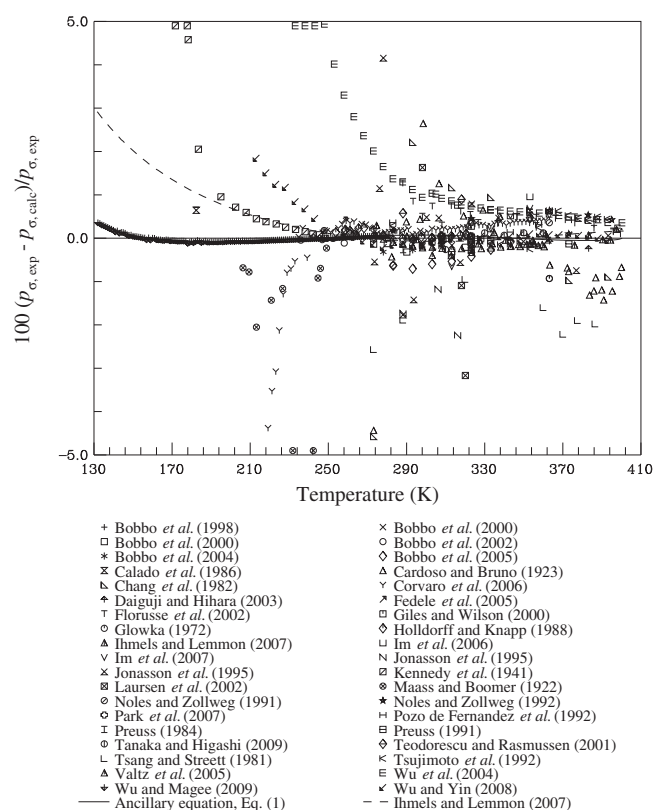 5.0
100 (pσ, exp - pσ, calc)/pσ, exp
0.0
−5.0
130 170 210 250 290 330 370 410
Temperature (K)
Bobbo et al. (1998)
Bobbo et al. (2000)
Bobbo et al. (2004)
Calado et al. (1986)
Chang et al. (1982)
Daiguji and Hihara (2003)
Florusse et al. (2002)
Glowka (1972)
Ihmels and Lemmon (2007)
Im et al. (2007)
Jonasson et al. (1995)
Laursen et al. (2002)
Noles and Zollweg (1991)
Park et al. (2007)
Preuss (1984)
Tanaka and Higashi (2009)
Tsang and Streett (1981)
Valtz et al. (2005)
Wu and Magee (2009)
Ancillary equation, Eq. (1)
Bobbo et al. (2000)
Bobbo et al. (2002)
Bobbo et al. (2005)
Cardoso and Bruno (1923)
Corvaro et al. (2006)
Fedele et al. (2005)
Giles and Wilson (2000)
Holldorff and Knapp (1988)
Im et al. (2006)
Jonasson et al. (1995)
Kennedy et al. (1941)
Maass and Boomer (1922)
Noles and Zollweg (1992)
Pozo de Fernandez et al. (1992)
Preuss (1991)
Teodorescu and Rasmussen (2001)
Tsujimoto et al. (1992)
Wu et al. (2004)
Wu and Yin (2008)
Ihmels and Lemmon (2007)